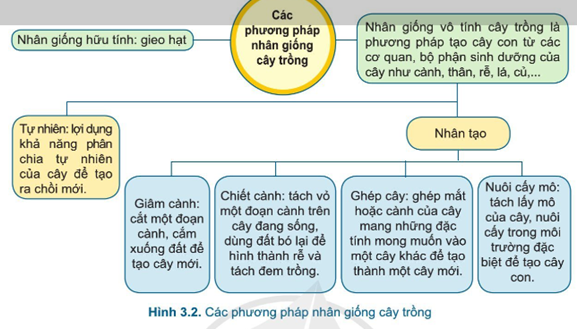 Các
phương pháp
nhân giống
cây trồng
Nhân giống hữu tính: gieo hạt
Nhân giống vô tính cây trồng là
phương pháp tạo cây con từ các
cơ quan, bộ phận sinh dưỡng của
cây như cành, thân, rễ, lá, củ,...
Tự nhiên: lợi dụng
khả năng phân
chia tự nhiên
của cây để tạo
ra chồi mới.
Nhân tạo
Giâm cành:
cắt một đoạn
cành, cắm
xuống đất để
tạo cây mới.
Chiết cành: tách vỏ
một đoạn cành trên
cây đang sống,
dùng đất bó lại để
hình thành rễ và
tách đem trồng.
Ghép cây: ghép mắt
hoặc cành của cây
mang những đặc
tính mong muốn vào
một cây khác để tạo
thành một cây mới.
Nuôi cấy mô:
tách lấy mô
của cây, nuôi
cấy trong môi
trường đặc
biệt để tạo cây
con.
Hình 3.2. Các phương pháp nhân giống cây trồng